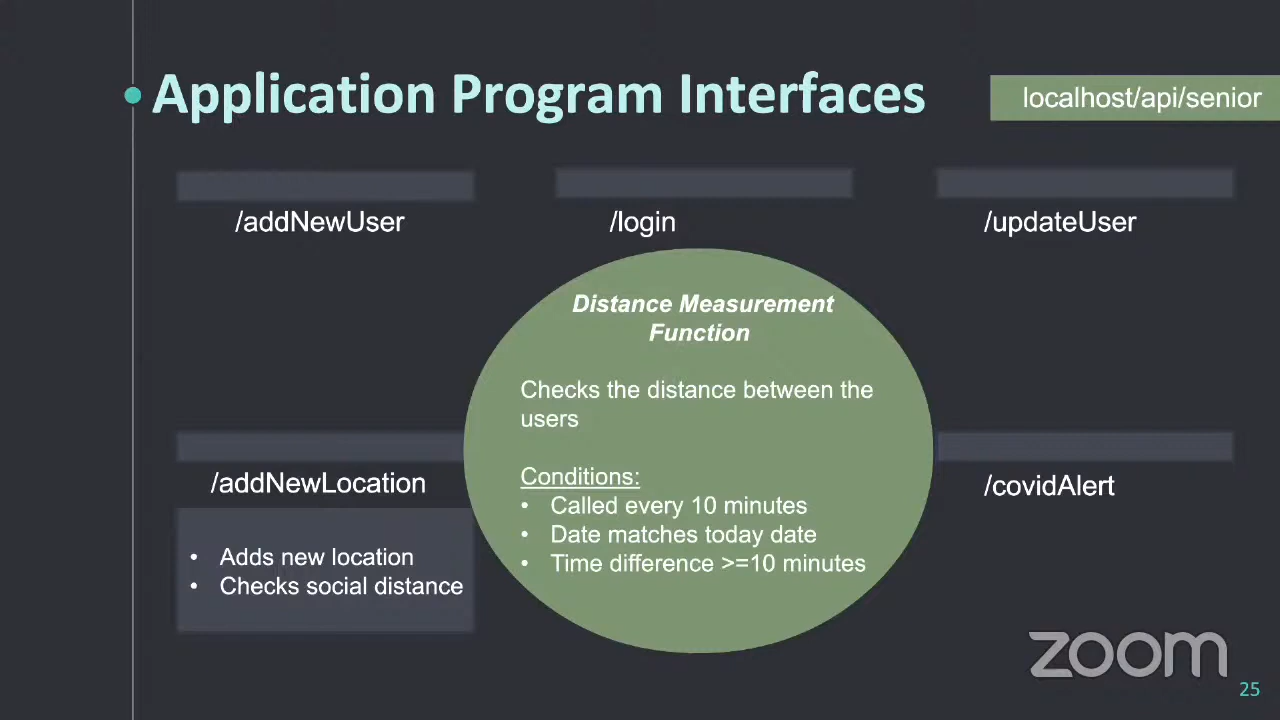 Application Program Interfaces
localhost/api/senior
/addNewUser
/login
/updateUser
Distance Measurement
Function
Checks the distance between the
users
Conditions:
• Called every 10 minutes
• Date matches today date
• Time difference >=10 minutes
/addNewLocation
• Adds new location
• Checks social distance
/covidAlert
zoom
25